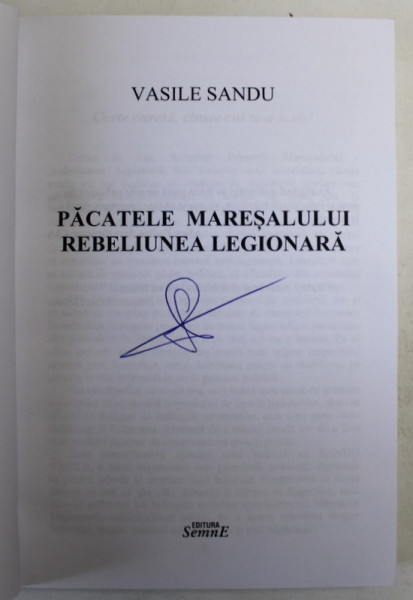 VASILE SANDU
PĂCATELE MAREȘALULUI
REBELIUNEA LEGIONARĂ
EDITURA
SemnE